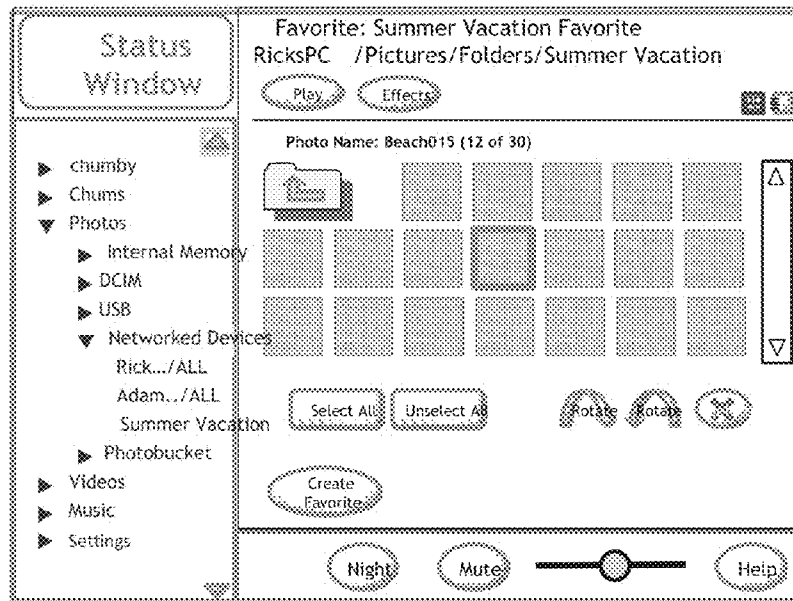 Status
Window
Favorite: Summer Vacation Favorite
RicksPC /Pictures/Folders/Summer Vacation
Play
Effects
Photo Name: Beach015 (12 of 30)
chumby
Chums
Photos
Internal Memory
DCIM
USB
Networked Devices
Rick.../ALL
Adam../ALL
Summer Vacation
Photobucket
Videos
Music
Settings
Select All
Unselect All
Rotate
Rotate
Create
Favorite
Night
Mute
Help